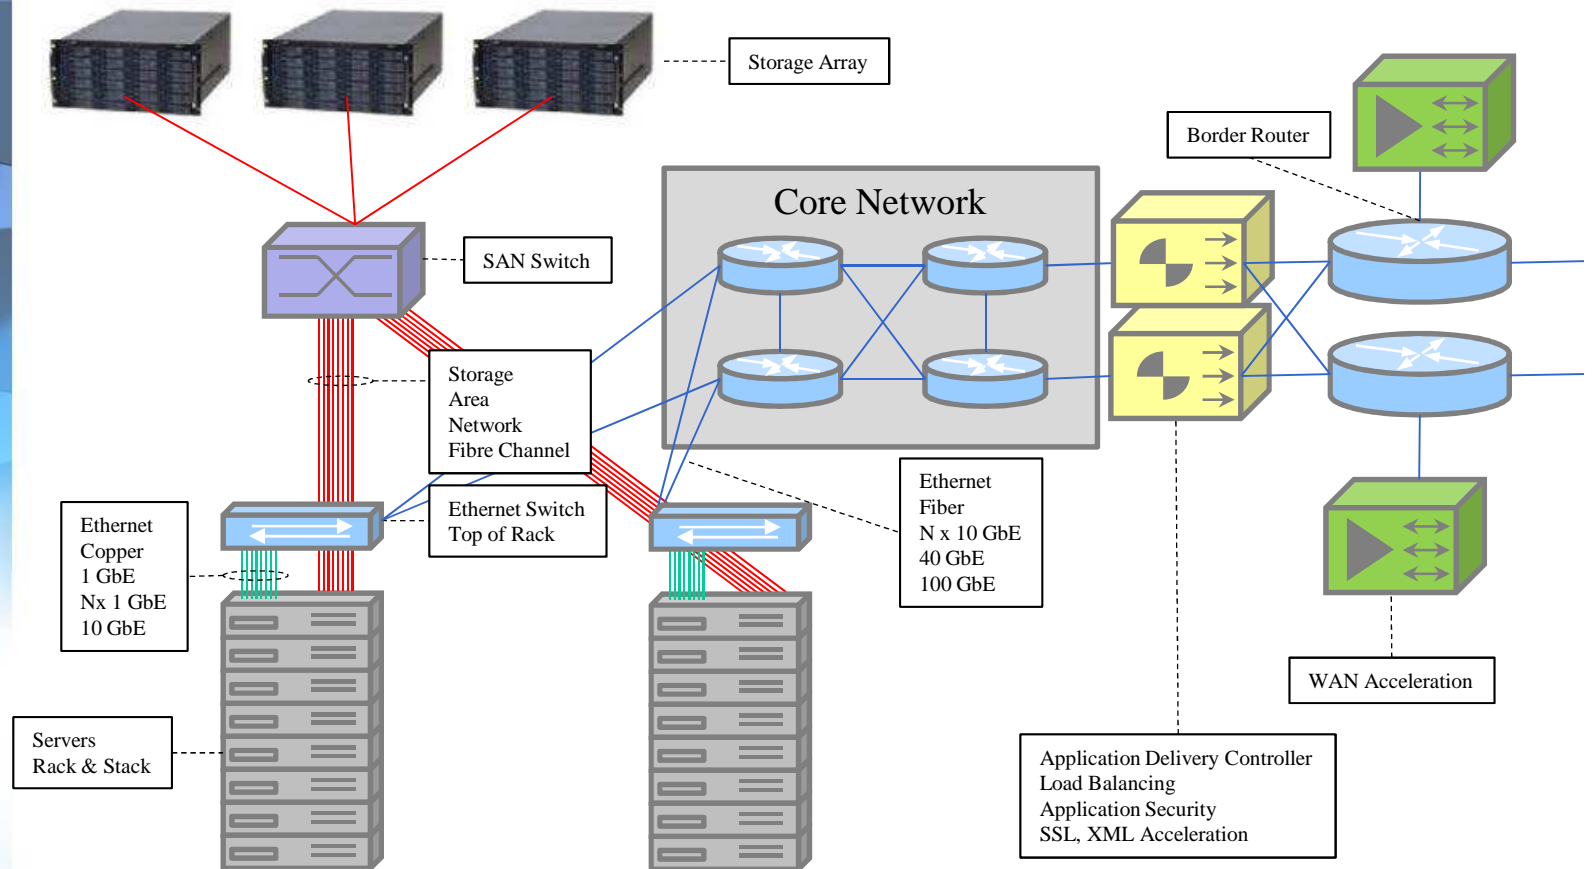 Storage Array
Border Router
Core Network
SAN Switch
Storage
Area
Network
Fibre Channel
Ethernet
Fiber
N x 10 GbE
40 GbE
100 GbE
Ethernet Switch
Top of Rack
Ethernet
Copper
1 GbE
Nx 1 GbE
10 GbE
WAN Acceleration
Servers
Rack & Stack
Application Delivery Controller
Load Balancing
Application Security
SSL, XML Acceleration